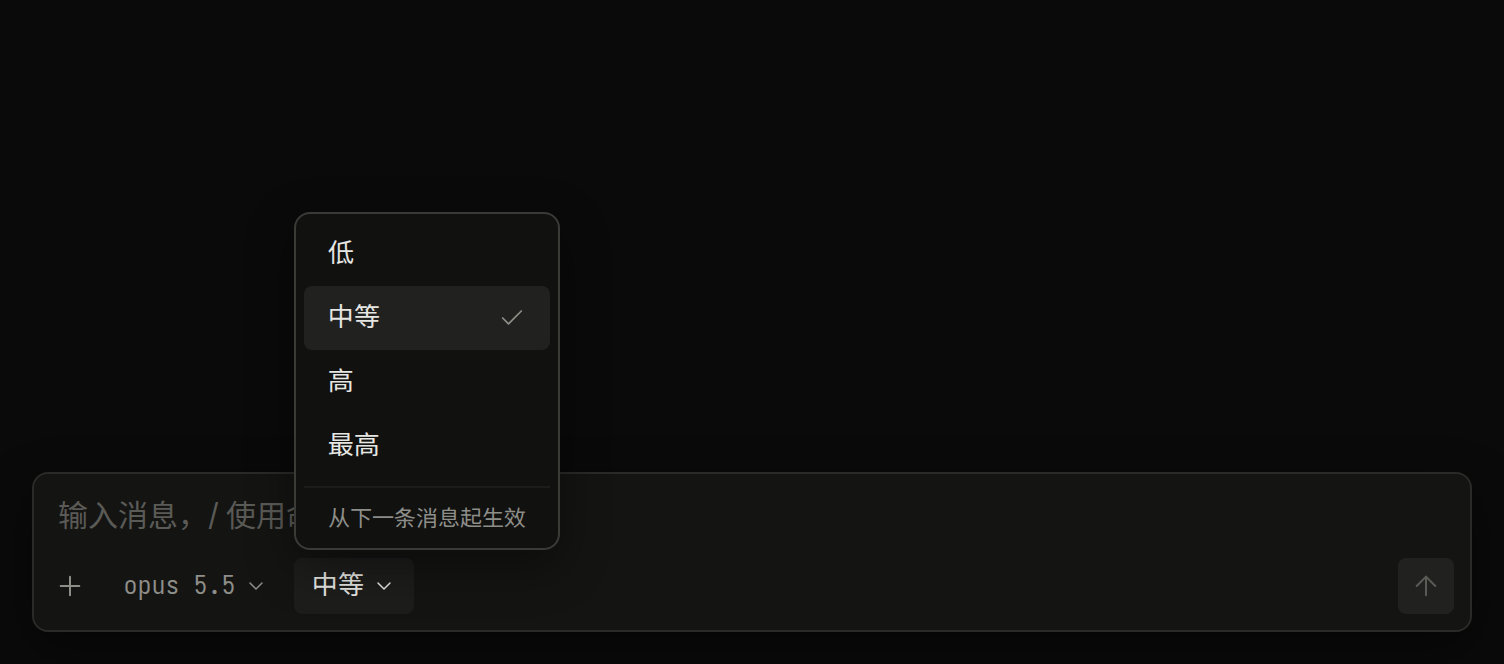 低
中等
高
最高
从下一条消息起生效
输入消息，/ 使用
opus 5.5
中等